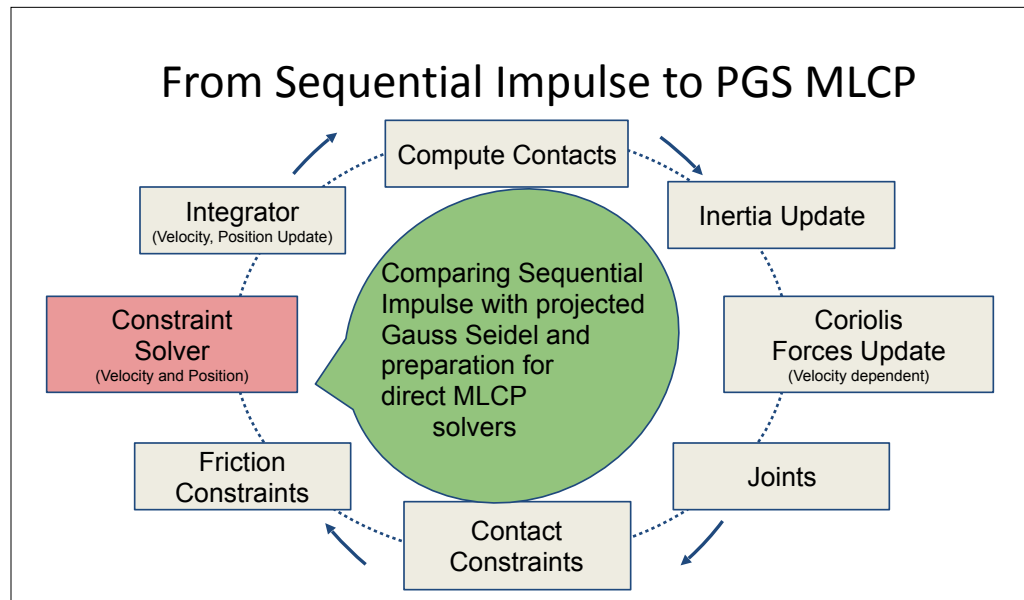 From Sequential Impulse to PGS MLCP
Compute Contacts
Integrator
(Velocity, Position Update)
Inertia Update
Comparing Sequential
Impulse with projected
Gauss Seidel and
preparation for
direct MLCP
solvers
Constraint
Solver
(Velocity and Position)
Coriolis
Forces Update
(Velocity dependent)
Friction
Constraints
Joints
Contact
Constraints